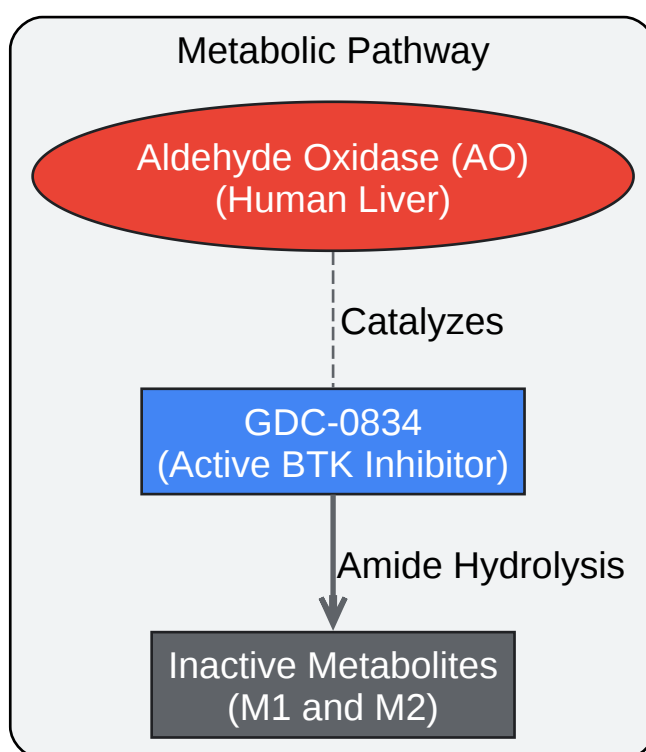 Metabolic Pathway
Aldehyde Oxidase (AO)
(Human Liver)
Catalyzes
GDC-0834
(Active BTK Inhibitor)
Amide Hydrolysis
Inactive Metabolites
(M1 and M2)